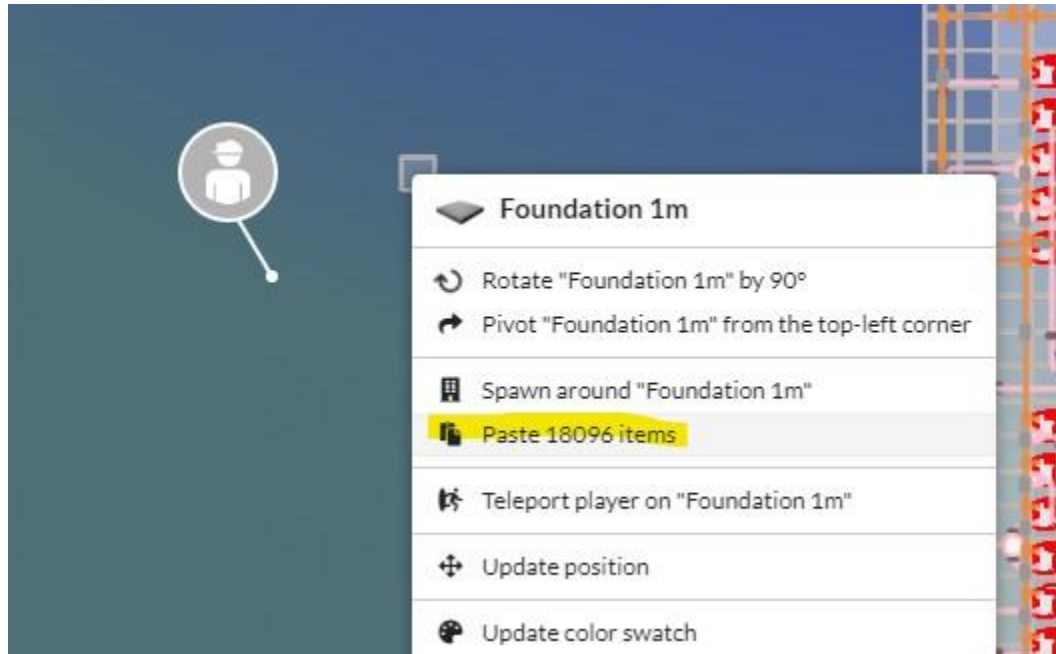 Foundation 1m
Rotate "Foundation 1m" by 90°
Pivot "Foundation 1m" from the top-left corner
Spawn around "Foundation 1m"
Paste 18096 items
Teleport player on "Foundation 1m"
Update position
Update color swatch